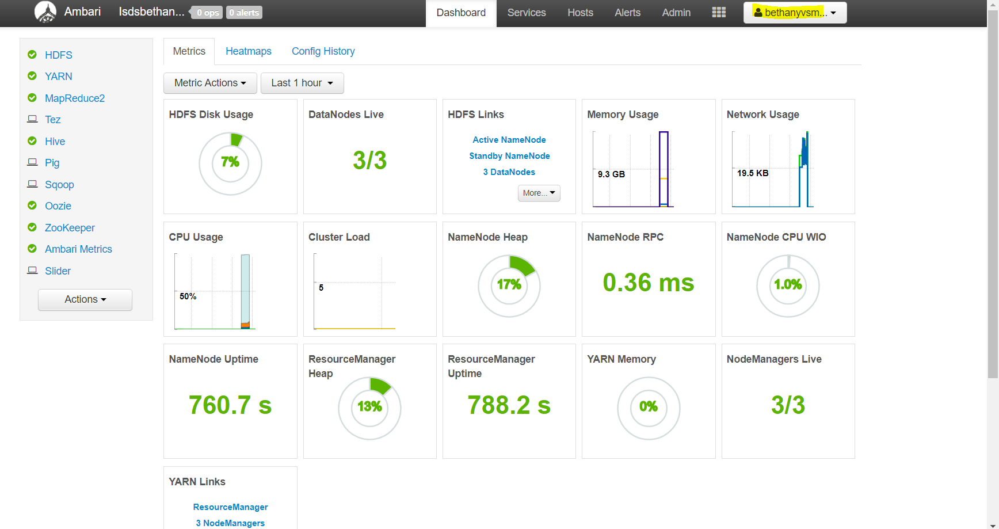 Ambari lsdsbethan... 0 ops 0 alerts Dashboard Services Hosts Alerts Admin bethanyvsm...
HDFS
YARN
MapReduce2
Tez
Hive
Pig
Sqoop
Oozie
ZooKeeper
Ambari Metrics
Slider
Actions
Metrics Heatmaps Config History
Metric Actions Last 1 hour
HDFS Disk Usage
7%
DataNodes Live
3/3
HDFS Links
Active NameNode
Standby NameNode
3 DataNodes
More...
Memory Usage
9.3 GB
Network Usage
19.5 KB
CPU Usage
50%
Cluster Load
5
NameNode Heap
17%
NameNode RPC
0.36 ms
NameNode CPU WIO
1.0%
NameNode Uptime
760.7 s
ResourceManager
Heap
13%
ResourceManager
Uptime
788.2 s
YARN Memory
0%
NodeManagers Live
3/3
YARN Links
ResourceManager
3 NodeManagers